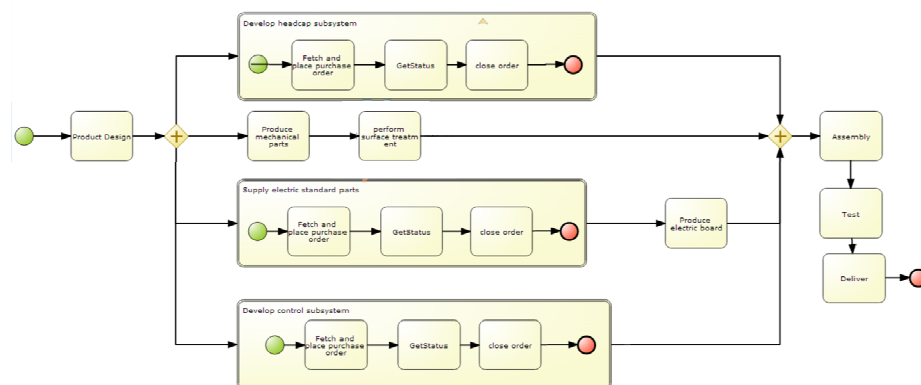 Develop headcap subsystem
Fetch and
place purchase
order
GetStatus
close order
Product Design
Produce
mechanical
parts
perform
surface treatm
ent
Assembly
Supply electric standard parts
Fetch and
place purchase
order
GetStatus
close order
Produce
electric board
Test
Deliver
Develop control subsystem
Fetch and
place purchase
order
GetStatus
close order